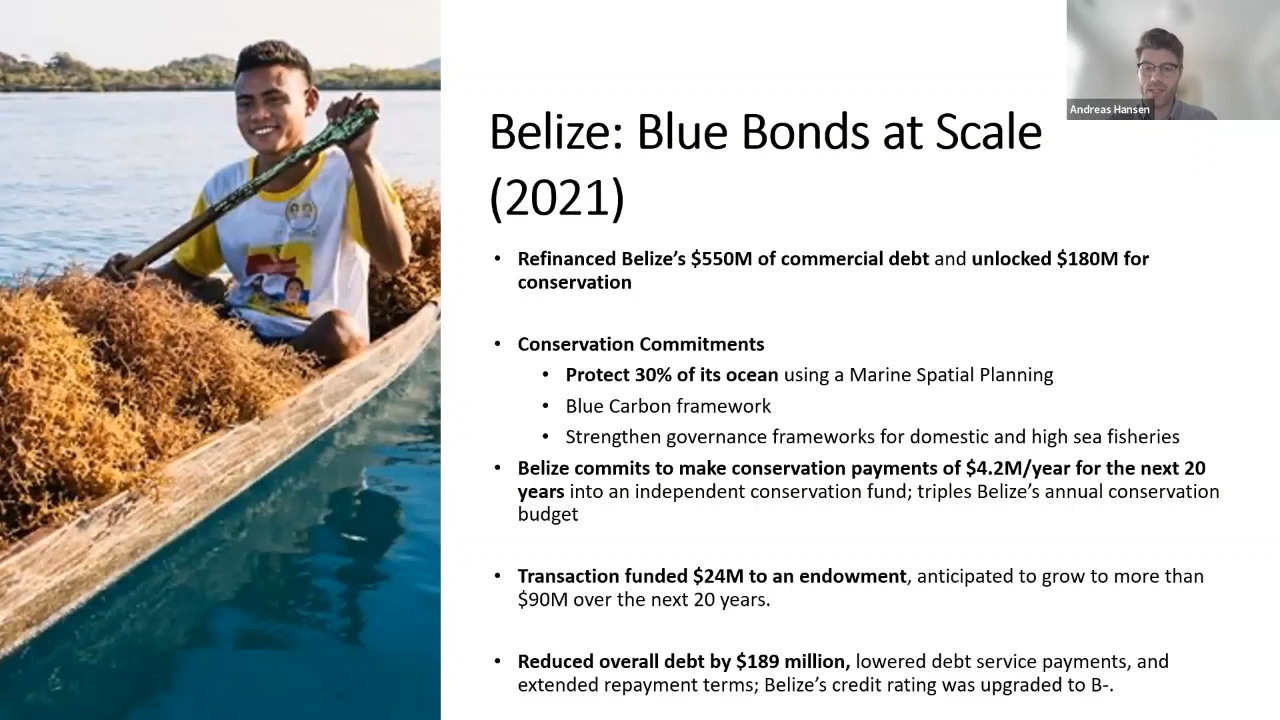 Andreas Hansen
Belize: Blue Bonds at Scale
(2021)
• Refinanced Belize’s $550M of commercial debt and unlocked $180M for
conservation
• Conservation Commitments
• Protect 30% of its ocean using a Marine Spatial Planning
• Blue Carbon framework
• Strengthen governance frameworks for domestic and high sea fisheries
• Belize commits to make conservation payments of $4.2M/year for the next 20
years into an independent conservation fund; triples Belize’s annual conservation
budget
• Transaction funded $24M to an endowment, anticipated to grow to more than
$90M over the next 20 years.
• Reduced overall debt by $189 million, lowered debt service payments, and
extended repayment terms; Belize’s credit rating was upgraded to B-.